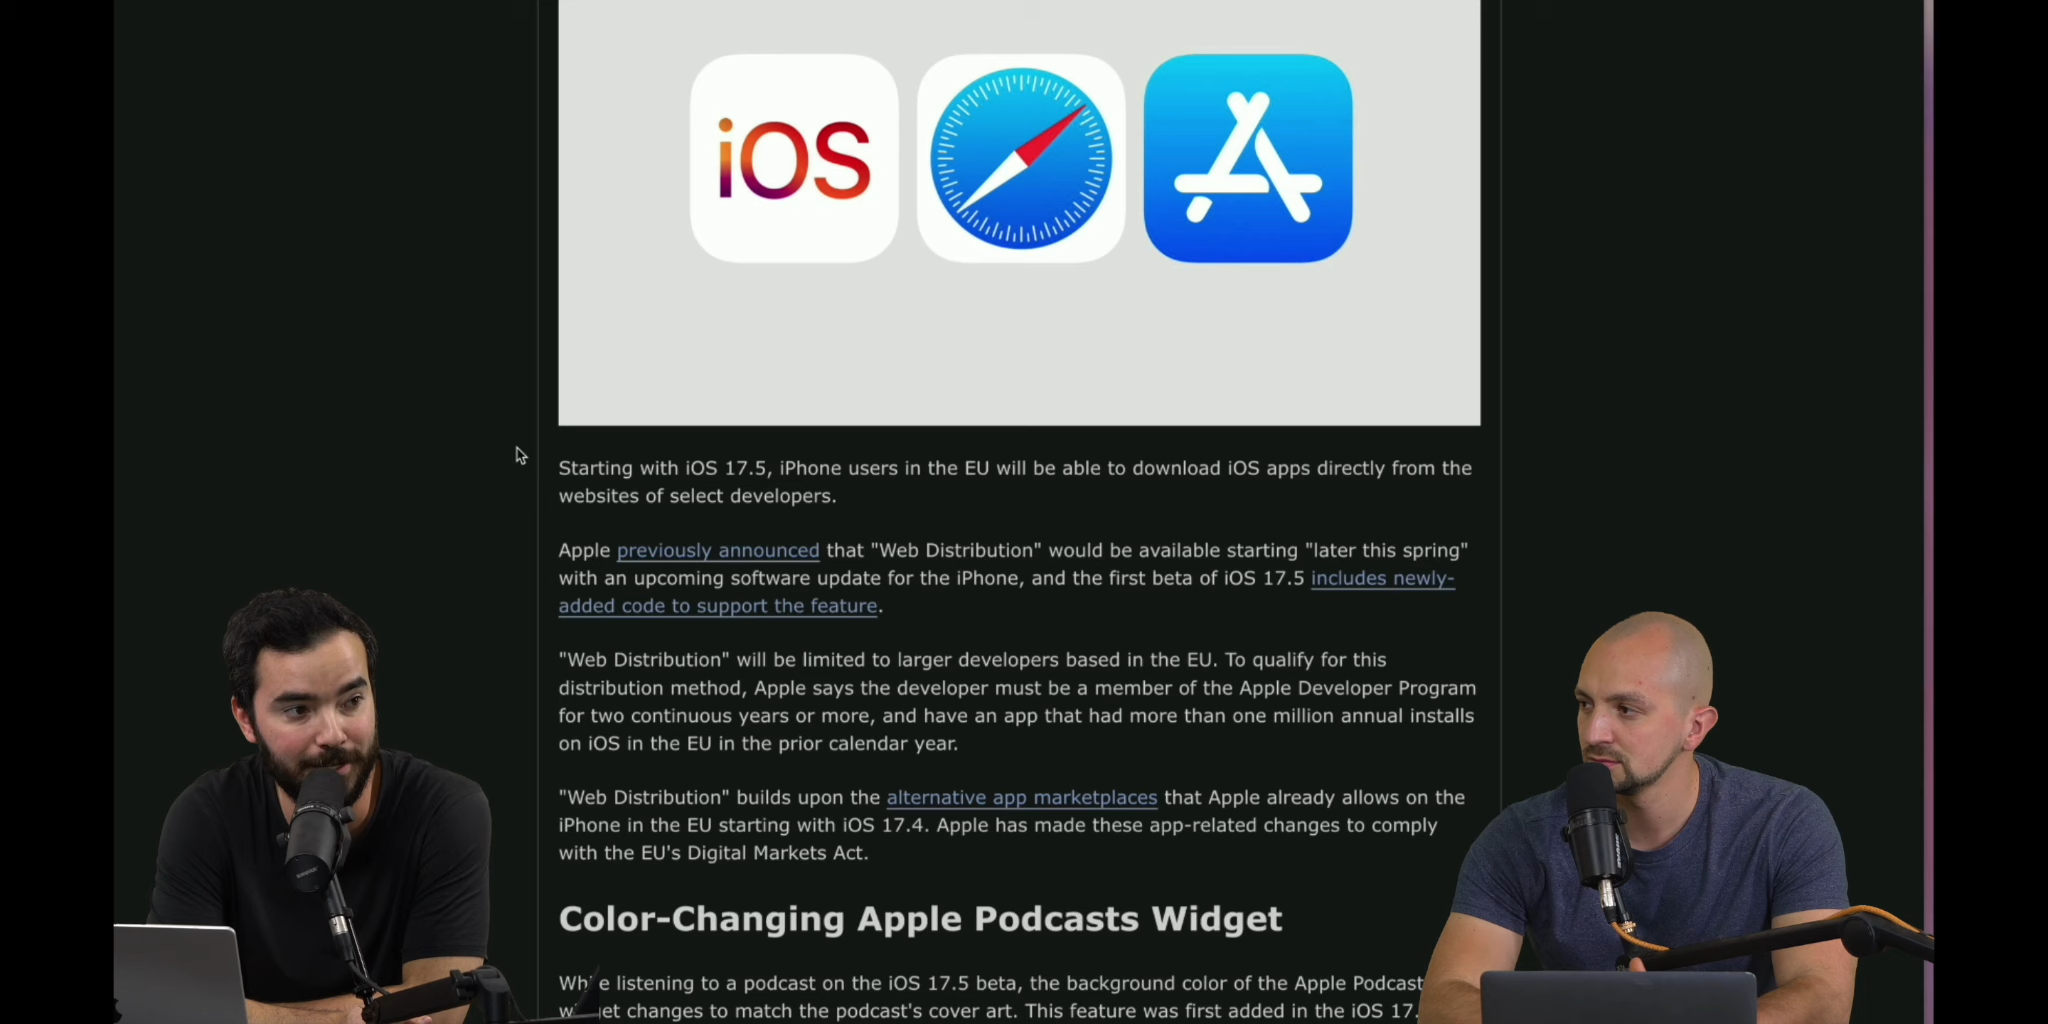 iOS
Starting with iOS 17.5, iPhone users in the EU will be able to download iOS apps directly from the
websites of select developers.
Apple previously announced that "Web Distribution" would be available starting "later this spring"
with an upcoming software update for the iPhone, and the first beta of iOS 17.5 includes newly-
added code to support the feature.
"Web Distribution" will be limited to larger developers based in the EU. To qualify for this
distribution method, Apple says the developer must be a member of the Apple Developer Program
for two continuous years or more, and have an app that had more than one million annual installs
on iOS in the EU in the prior calendar year.
"Web Distribution" builds upon the alternative app marketplaces that Apple already allows on the
iPhone in the EU starting with iOS 17.4. Apple has made these app-related changes to comply
with the EU's Digital Markets Act.
Color-Changing Apple Podcasts Widget
listening to a podcast on the iOS 17.5 beta, the background color of the Apple Podcast
changes to match the podcast's cover art. This feature was first added in the iOS 17.